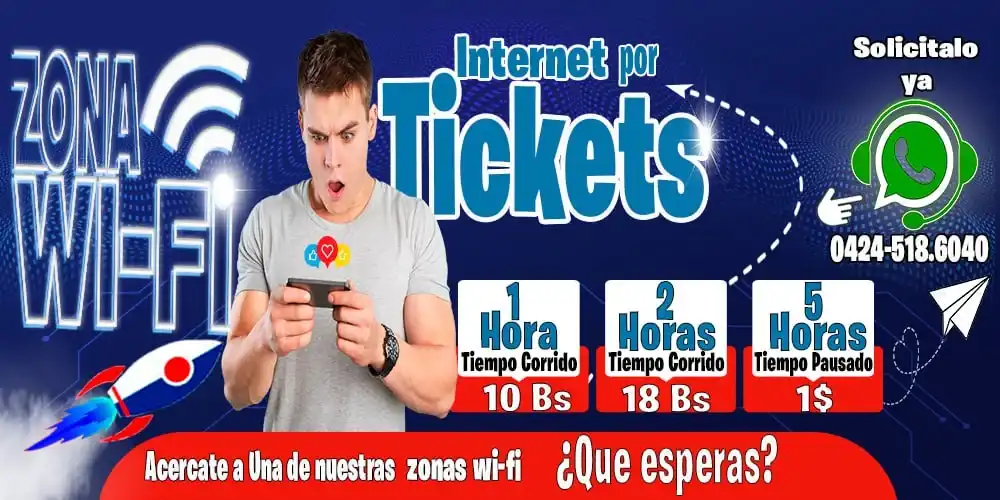 ZONA
WI-Fi
Internet por
Tickets
Solicitalo
ya
0424-518.6040
1
Hora
Tiempo Corrido
10 Bs
2
Horas
Tiempo Corrido
18 Bs
5
Horas
Tiempo Pausado
1$
Acercate a Una de nuestras zonas wi-fi ¿Que esperas?